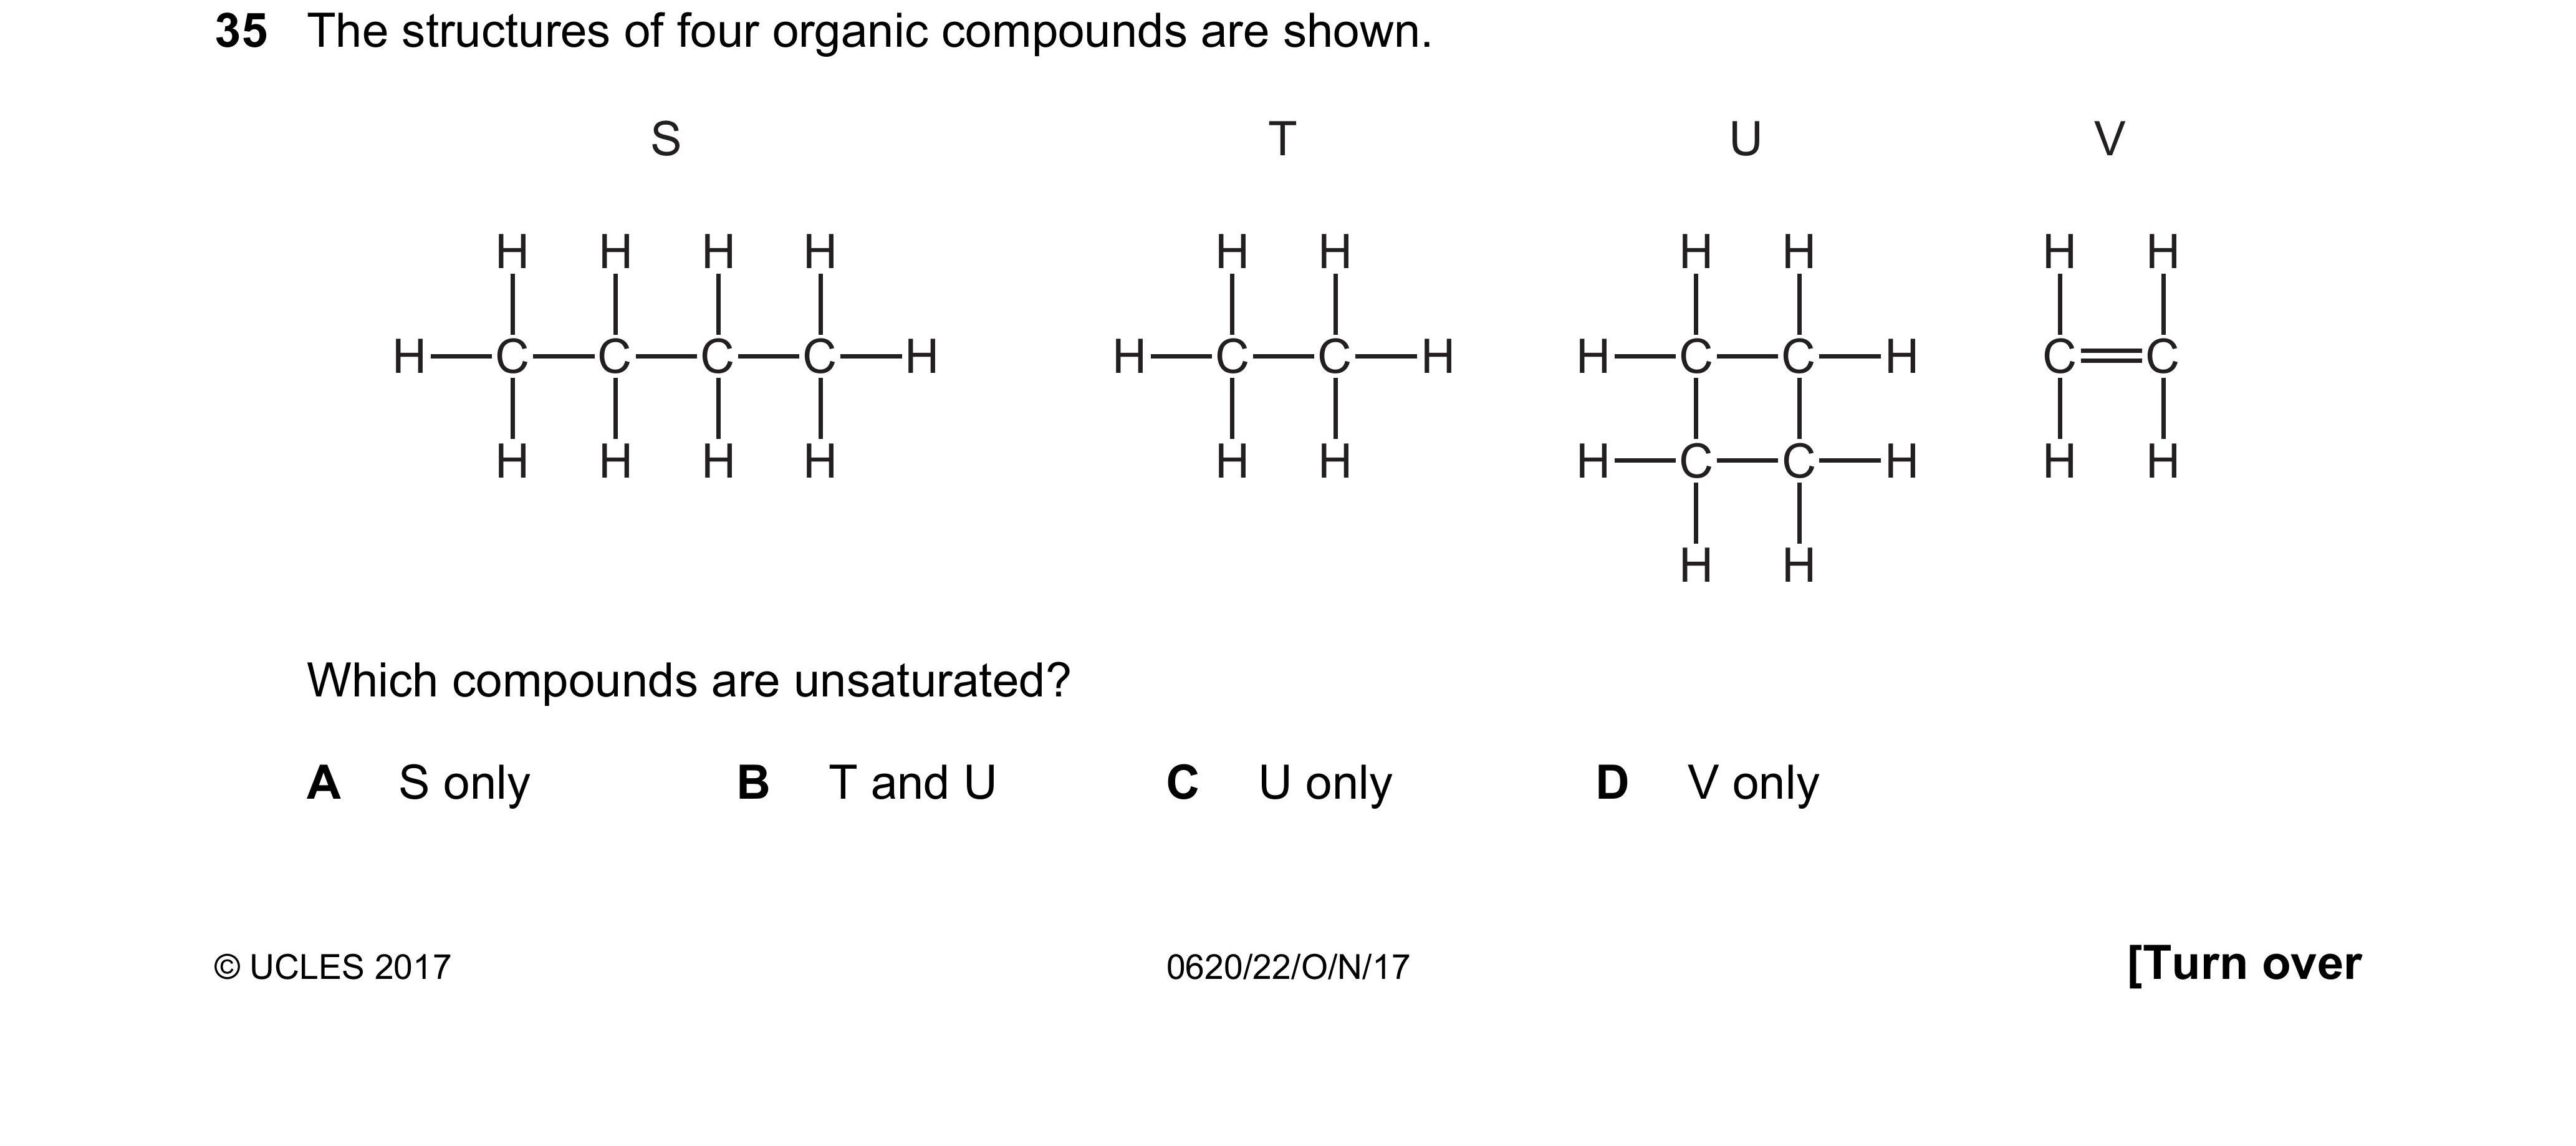 35 The structures of four organic compounds are shown.
S T U V
H H H H H H H H H H
H C C C C H H C C H H C C H C C
H H H H H H H C C H H H
H H
Which compounds are unsaturated?
A S only B T and U C U only D V only
© UCLES 2017 0620/22/O/N/17 [Turn over